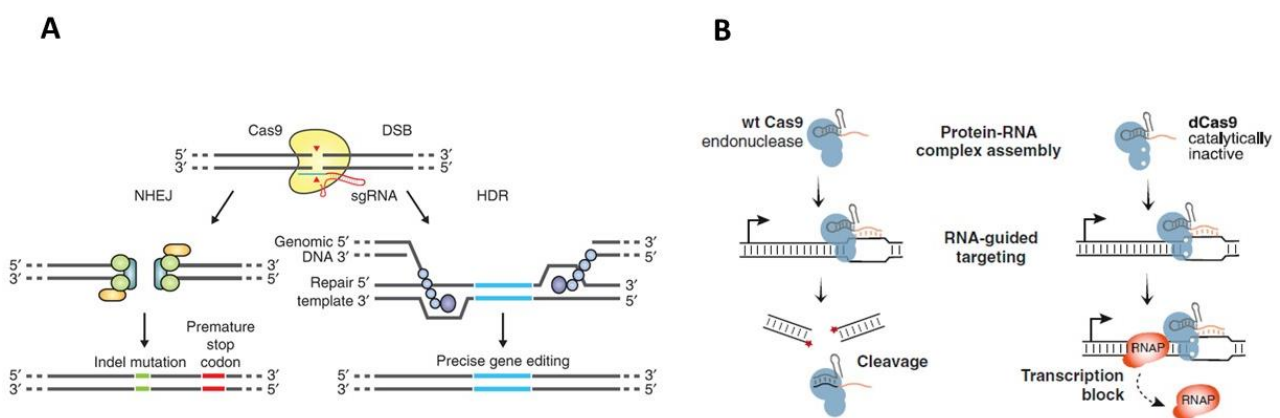 A
Cas9 DSB
5′ 3′
3′ 5′
NHEJ sgRNA HDR
Genomic 5′ 3′
DNA 3′ 5′
5′ 3′
3′ 5′
Repair 5′ 3′
template 3′ 5′
Premature
stop
codon
Indel mutation
Precise gene editing
5′ 3′ 5′ 3′
3′ 5′ 3′ 5′
B
wt Cas9
endonuclease
Protein-RNA
complex assembly
dCas9
catalytically
inactive
RNA-guided
targeting
Cleavage
RNAP
Transcription
block
RNAP